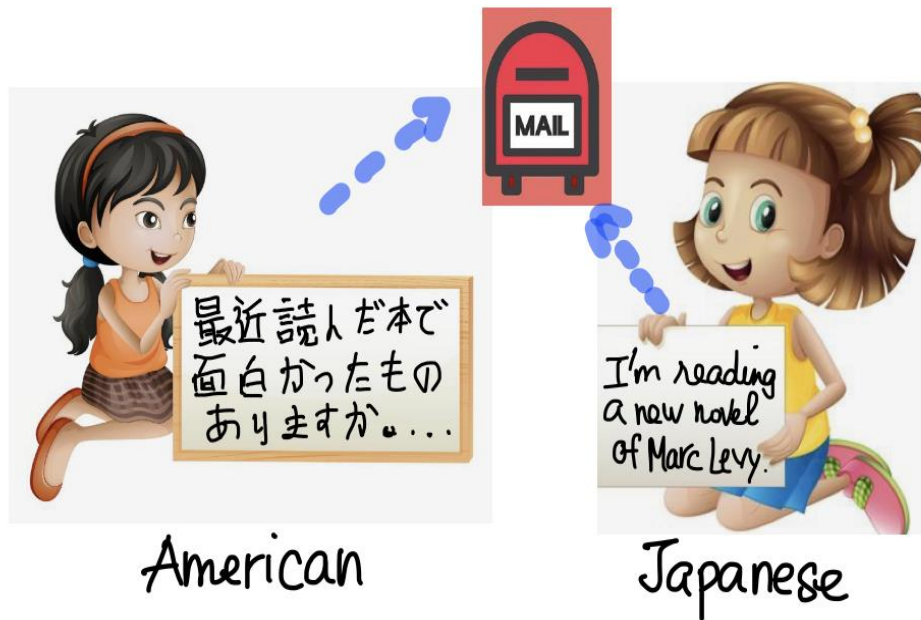 MAIL
最近読んだ本で
面白かったもの
ありますか。...
I'm reading
a new novel
of Marc Levy.
American
Japanese